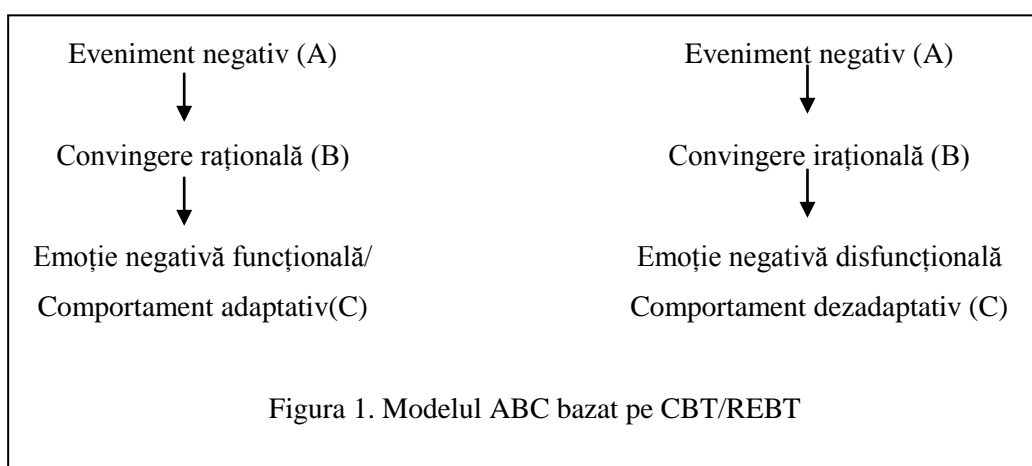 Eveniment negativ (A)
Convingere rațională (B)
Emoție negativă funcțională/
Comportament adaptativ(C)
Eveniment negativ (A)
Convingere irațională (B)
Emoție negativă disfuncțională
Comportament dezadaptativ (C)
Figura 1. Modelul ABC bazat pe CBT/REBT